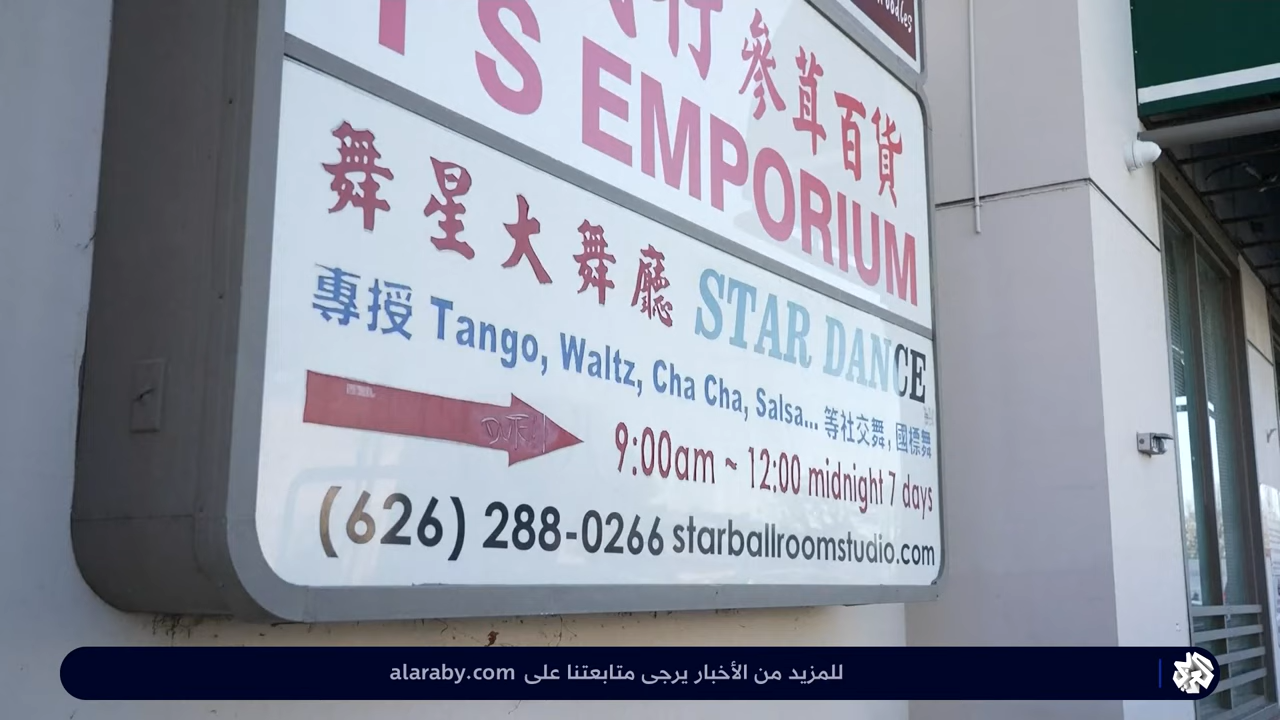 參茸百貨
'S EMPORIUM
舞星大舞廳 STAR DANCE
專授 Tango, Waltz, Cha Cha, Salsa... 等社交舞, 國標舞
9:00am ~ 12:00 midnight 7 days
(626) 288-0266 starballroomstudio.com
للمزيد من الأخبار يرجى متابعتنا على alaraby.com